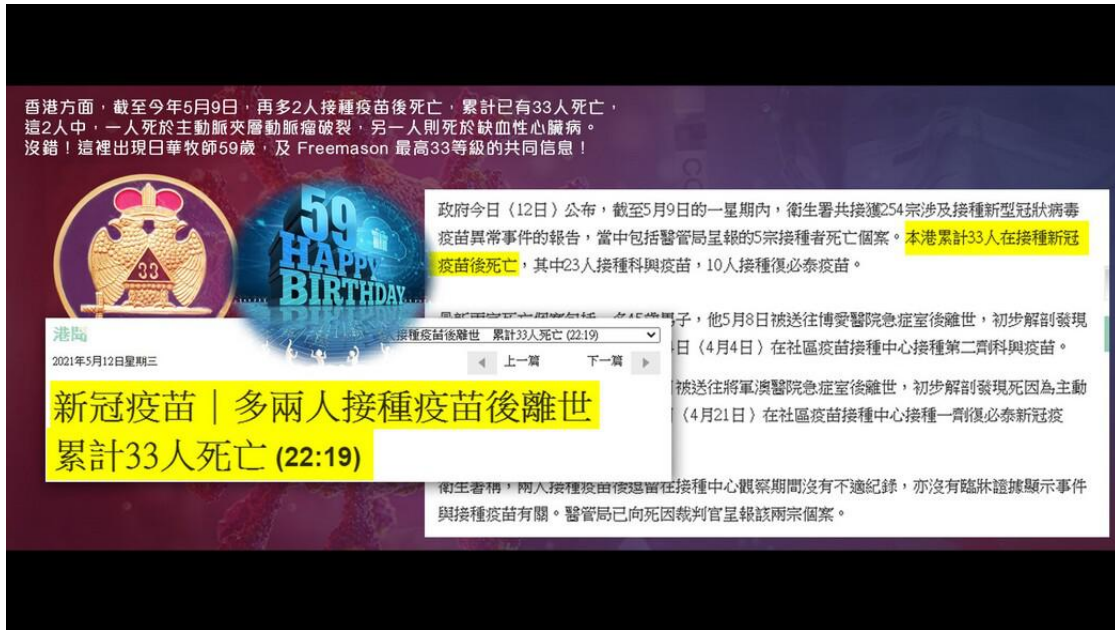 香港方面,截至今年5月9日,再多2人接種疫苗後死亡,累計已有33人死亡,
這2人中,一人死於主動脈夾層動脈瘤破裂,另一人則死於缺血性心臟病。
沒錯!這裡出現日華牧師59歲,及 Freemason 最高33等級的共同信息!
33
59
HAPPY
BIRTHDAY
政府今日(12日)公布,截至5月9日的一星期內,衞生署共接獲254宗涉及接種新型冠狀病毒
疫苗異常事件的報告,當中包括醫管局呈報的5宗接種者死亡個案。本港累計33人在接種新冠
疫苗後死亡,其中23人接種科興疫苗,10人接種復必泰疫苗。
男子,他5月8日被送往博愛醫院急症室後離世,初步解剖發現
日(4月4日)在社區疫苗接種中心接種第二劑科興疫苗。
被送往將軍澳醫院急症室後離世,初步解剖發現死因為主動
(4月21日)在社區疫苗接種中心接種一劑復必泰新冠疫
衞生署稱,兩人接種疫苗後逗留在接種中心觀察期間沒有不適紀錄,亦沒有臨牀證據顯示事件
與接種疫苗有關。醫管局已向死因裁判官呈報該兩宗個案。
港聞
接種疫苗後離世 累計33人死亡 (22:19)
2021年5月12日星期三
上一篇 下一篇
新冠疫苗|多兩人接種疫苗後離世
累計33人死亡 (22:19)